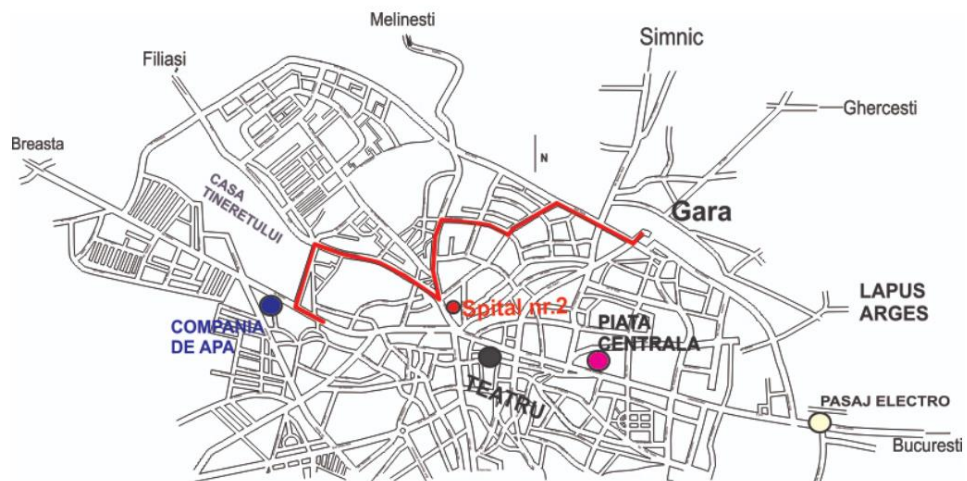 Melinesti
Simnic
Filiași
Ghercesti
Breasta
N
CASA
TINERETULUI
Gara
LAPUS
ARGES
Spital nr.2
COMPANIA
DE APA
PIATA
CENTRALA
TEATRU
PASAJ ELECTRO
Bucuresti